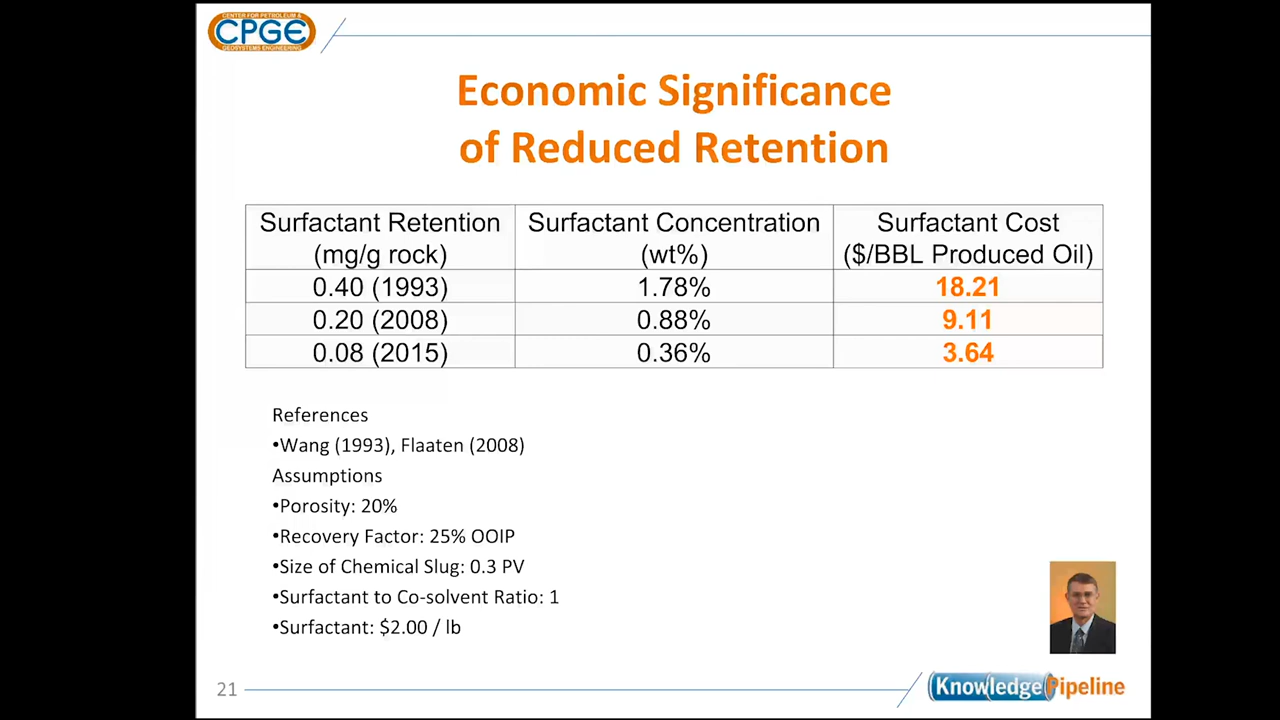 CENTER FOR PETROLEUM &
CPGE
GEOSYSTEMS ENGINEERING
Economic Significance
of Reduced Retention
Surfactant Retention (mg/g rock) Surfactant Concentration (wt%) Surfactant Cost ($/BBL Produced Oil)
0.40 (1993) 1.78% 18.21
0.20 (2008) 0.88% 9.11
0.08 (2015) 0.36% 3.64
References
•Wang (1993), Flaaten (2008)
Assumptions
•Porosity: 20%
•Recovery Factor: 25% OOIP
•Size of Chemical Slug: 0.3 PV
•Surfactant to Co-solvent Ratio: 1
•Surfactant: $2.00 / lb
21
Knowledge Pipeline